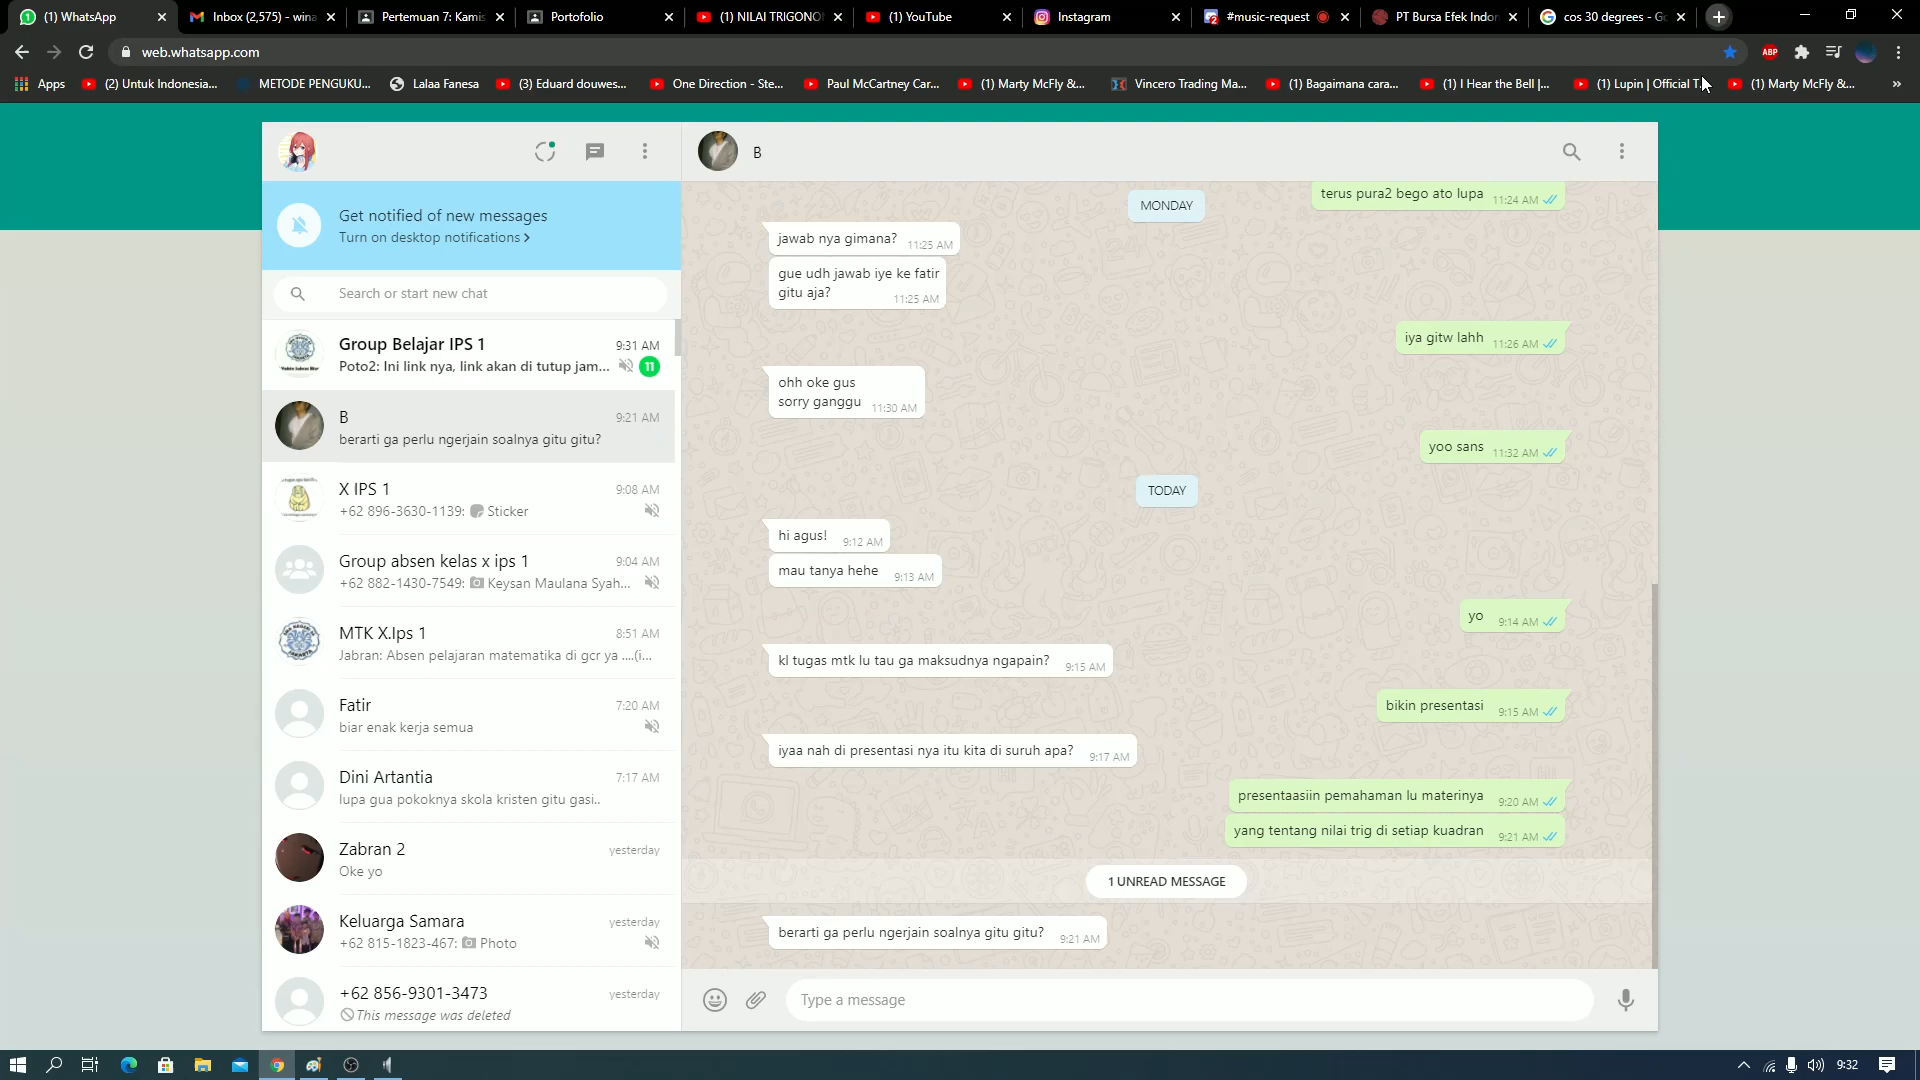 (1) WhatsApp
Inbox (2,575) - wina
Pertemuan 7: Kamis
Portofolio
(1) NILAI TRIGONO
(1) YouTube
Instagram
#music-request
PT Bursa Efek Indon
cos 30 degrees - Go
web.whatsapp.com
ABP
Apps
(2) Untuk Indonesia...
METODE PENGUKU...
Lalaa Fanesa
(3) Eduard douwes...
One Direction - Ste...
Paul McCartney Car...
(1) Marty McFly &...
Vincero Trading Ma...
(1) Bagaimana cara...
(1) I Hear the Bell |...
(1) Lupin | Official T...
(1) Marty McFly &...
B
Get notified of new messages
Turn on desktop notifications >
Search or start new chat
Group Belajar IPS 1
9:31 AM
Poto2: Ini link nya, link akan di tutup jam...
11
B
9:21 AM
berarti ga perlu ngerjain soalnya gitu gitu?
X IPS 1
9:08 AM
+62 896-3630-1139: Sticker
Group absen kelas x ips 1
9:04 AM
+62 882-1430-7549: Keysan Maulana Syah...
MTK X.Ips 1
8:51 AM
Jabran: Absen pelajaran matematika di gcr ya ....(i...
Fatir
7:20 AM
biar enak kerja semua
Dini Artantia
7:17 AM
lupa gua pokoknya skola kristen gitu gasi..
Zabran 2
yesterday
Oke yo
Keluarga Samara
yesterday
+62 815-1823-467: Photo
+62 856-9301-3473
yesterday
This message was deleted
terus pura2 bego ato lupa 11:24 AM
MONDAY
jawab nya gimana? 11:25 AM
gue udh jawab iye ke fatir
gitu aja? 11:25 AM
iya gitw lahh 11:26 AM
ohh oke gus
sorry ganggu 11:30 AM
yoo sans 11:32 AM
TODAY
hi agus! 9:12 AM
mau tanya hehe 9:13 AM
yo 9:14 AM
kl tugas mtk lu tau ga maksudnya ngapain? 9:15 AM
bikin presentasi 9:15 AM
iyaa nah di presentasi nya itu kita di suruh apa? 9:17 AM
presentaasiin pemahaman lu materinya 9:20 AM
yang tentang nilai trig di setiap kuadran 9:21 AM
1 UNREAD MESSAGE
berarti ga perlu ngerjain soalnya gitu gitu? 9:21 AM
Type a message
9:32